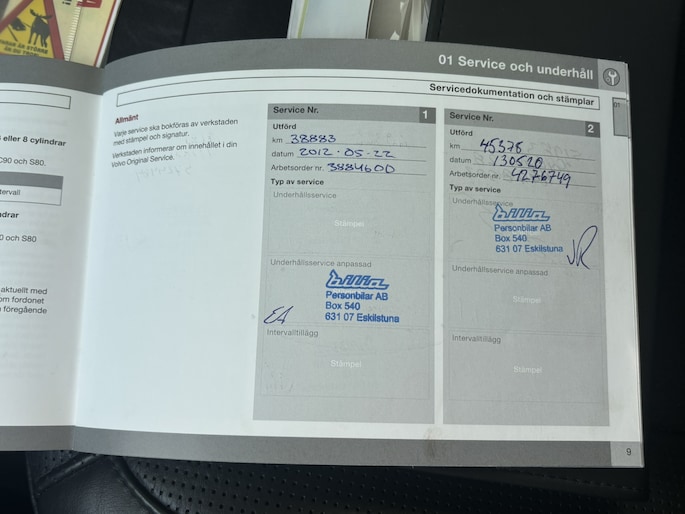 01 Service och underhåll
Servicedokumentation och stämplar
01
eller 8 cylindrar
C90 och S80.
tervall
ndrar
0 och S80
aktuellt med
om fordonet
föregående
Allmänt
Varje service ska bokföras av verkstaden
med stämpel och signatur.
Verkstaden informerar om innehållet i din
Volvo Original Service.
Service Nr. 1
Utförd
km 38883
datum 2012-05-22
Arbetsorder nr. 3884600
Typ av service
Underhållsservice
Stämpel
Underhållsservice anpassad
bilia
Personbilar AB
Box 540
631 07 Eskilstuna
Intervalltillägg
Stämpel
Service Nr. 2
Utförd
km 45578
datum 130520
Arbetsorder nr. 4276749
Typ av service
Underhållsservice
bilia
Personbilar AB
Box 540
631 07 Eskilstuna
Underhållsservice anpassad
Stämpel
Intervalltillägg
Stämpel
9